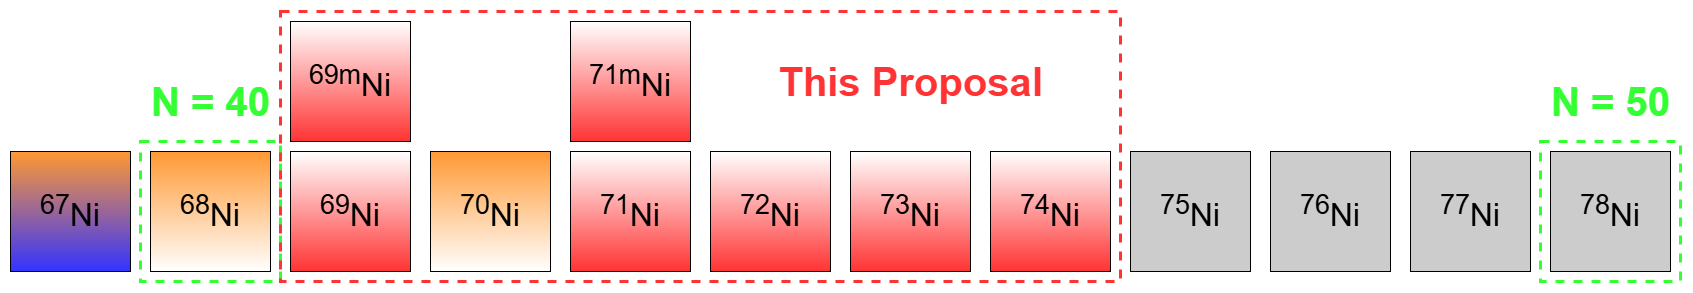 ⁶⁹ᵐNi ⁷¹ᵐNi This Proposal
N = 40 N = 50
⁶⁷Ni ⁶⁸Ni ⁶⁹Ni ⁷⁰Ni ⁷¹Ni ⁷²Ni ⁷³Ni ⁷⁴Ni ⁷⁵Ni ⁷⁶Ni ⁷⁷Ni ⁷⁸Ni